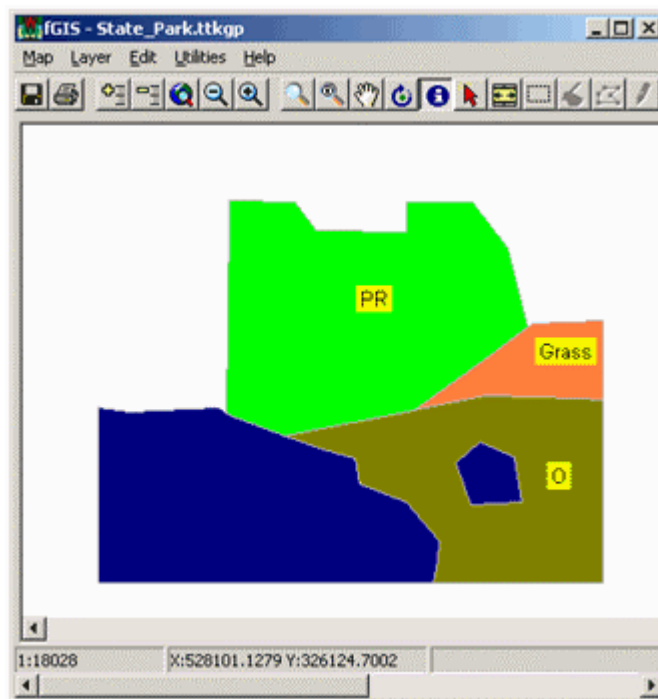 fGIS - State_Park.ttkgp
Map Layer Edit Utilities Help
PR
Grass
O
1:18028 X:528101.1279 Y:326124.7002